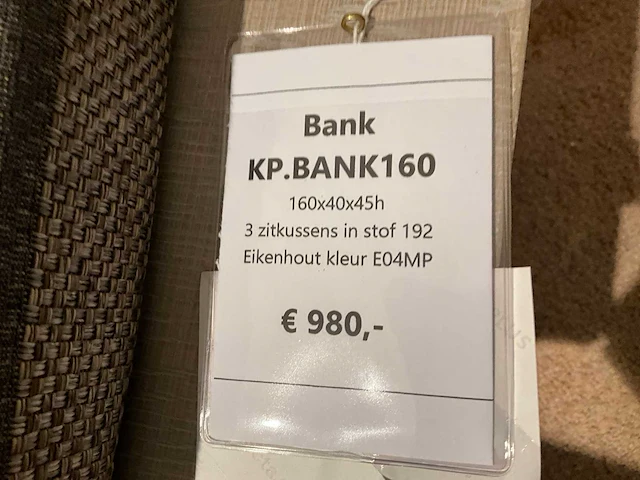 Bank
KP.BANK160
160x40x45h
3 zitkussens in stof 192
Eikenhout kleur E04MP
€ 980,-